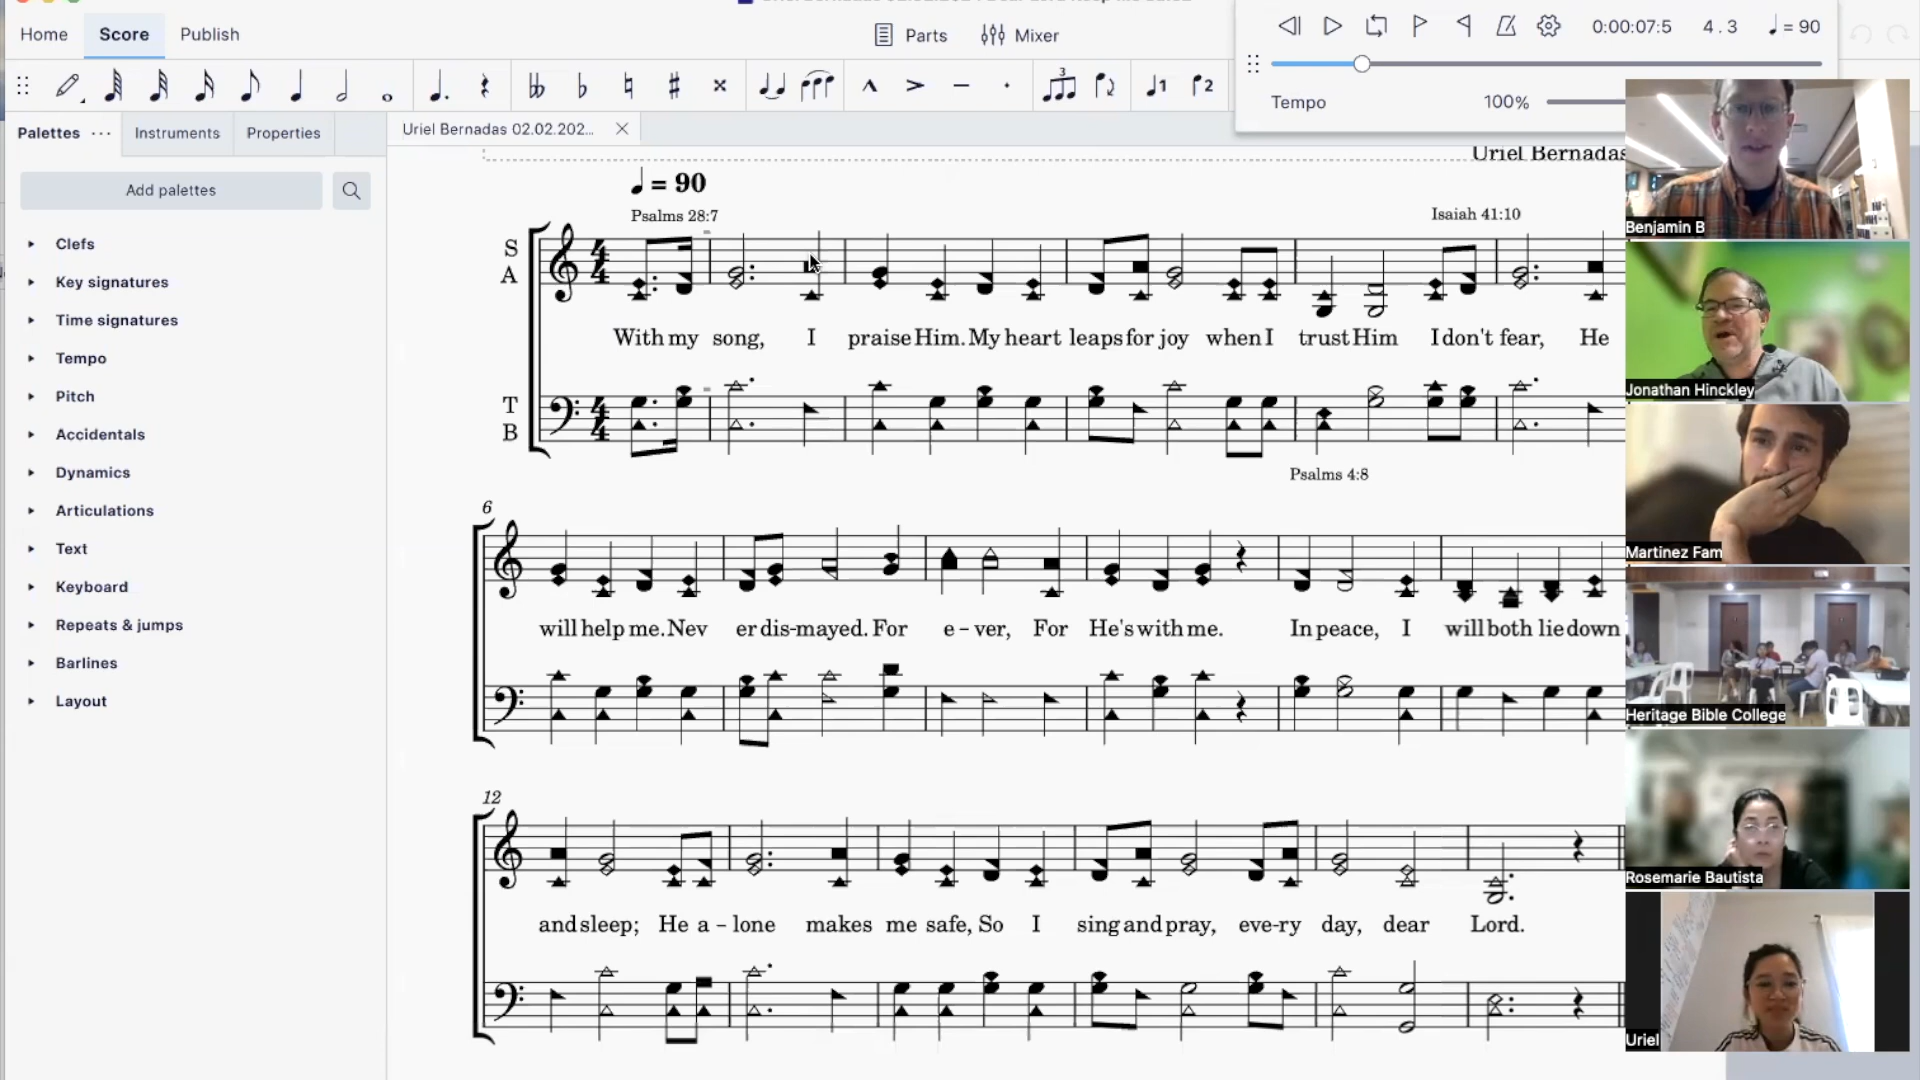 Home Score Publish
Parts Mixer
0:00:07:5 4 . 3 = 90
Tempo 100%
Palettes ... Instruments Properties
Uriel Bernadas 02.02.202...
Add palettes
Clefs
Key signatures
Time signatures
Tempo
Pitch
Accidentals
Dynamics
Articulations
Text
Keyboard
Repeats & jumps
Barlines
Layout
Uriel Bernadas
= 90
Psalms 28:7 Isaiah 41:10
S
A
With my song, I praise Him. My heart leaps for joy when I trust Him I don't fear, He
T
B
Psalms 4:8
6
will help me. Nev er dis-mayed. For e - ver, For He's with me. In peace, I will both lie down
12
and sleep; He a - lone makes me safe, So I sing and pray, eve-ry day, dear Lord.
Benjamin B
Jonathan Hinckley
Martinez Fam
Heritage Bible College
Rosemarie Bautista
Uriel